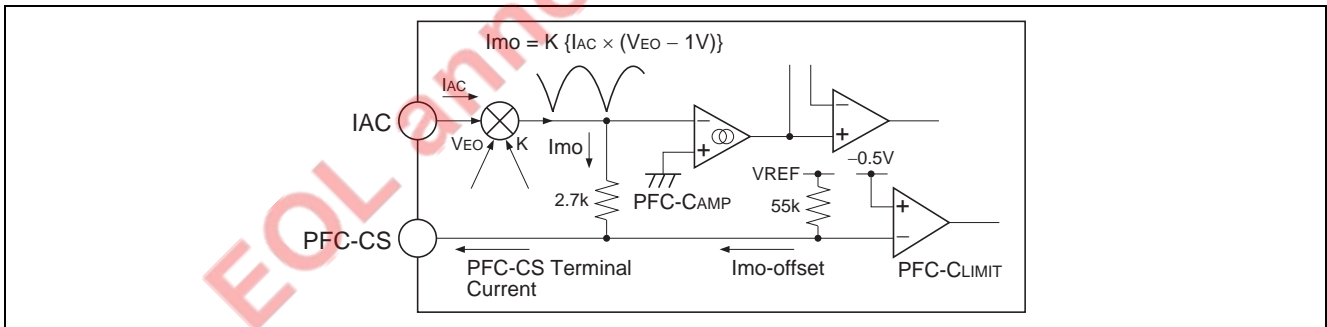 Imo = K {IAC × (VEO − 1V)}
IAC
IAC
VEO
K
Imo
−
+
−
+
−0.5V
VREF
2.7k
PFC-CAMP
55k
+
−
PFC-CS
PFC-CS Terminal
Current
Imo-offset
PFC-CLIMIT